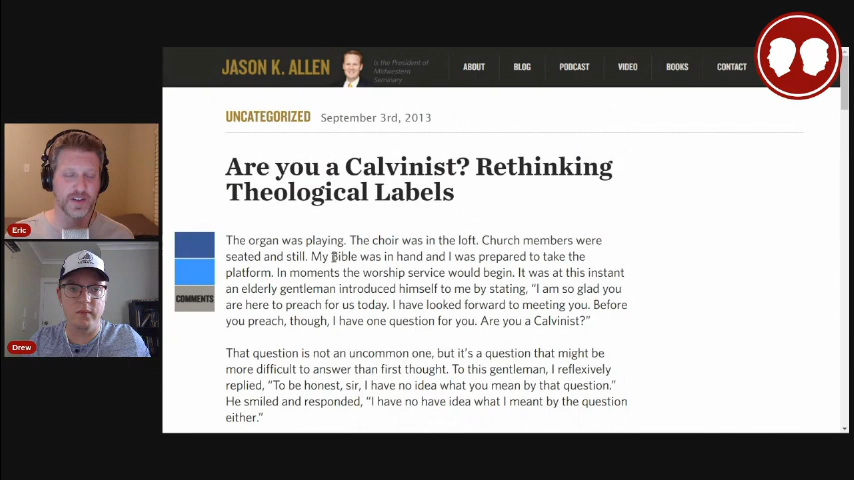 JASON K. ALLEN
is the President of
Midwestern
Seminary
ABOUT
BLOG
PODCAST
VIDEO
BOOKS
CONTACT
UNCATEGORIZED September 3rd, 2013
Are you a Calvinist? Rethinking
Theological Labels
The organ was playing. The choir was in the loft. Church members were
seated and still. My Bible was in hand and I was prepared to take the
platform. In moments the worship service would begin. It was at this instant
an elderly gentleman introduced himself to me by stating, “I am so glad you
are here to preach for us today. I have looked forward to meeting you. Before
you preach, though, I have one question for you. Are you a Calvinist?”
That question is not an uncommon one, but it’s a question that might be
more difficult to answer than first thought. To this gentleman, I reflexively
replied, “To be honest, sir, I have no idea what you mean by that question.”
He smiled and responded, “I have no have idea what I meant by the question
either.”
COMMENTS
Eric
Drew